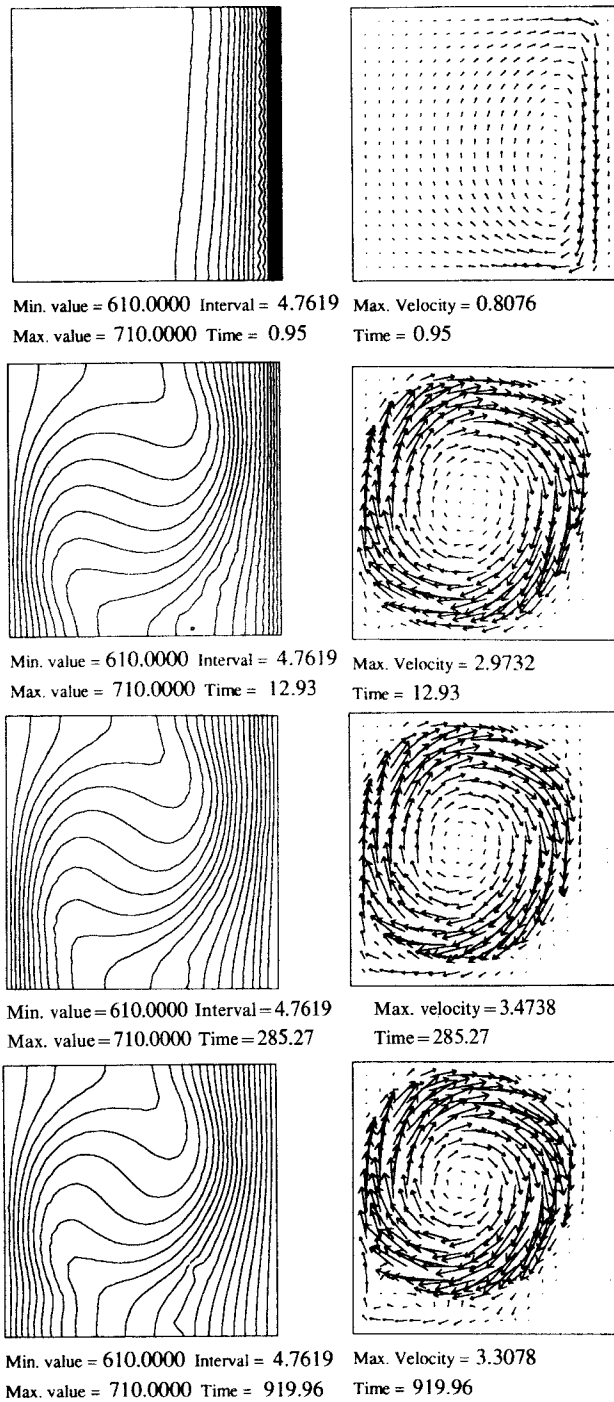 Min. value = 610.0000 Interval = 4.7619
Max. value = 710.0000 Time = 0.95
Max. Velocity = 0.8076
Time = 0.95
Min. value = 610.0000 Interval = 4.7619
Max. value = 710.0000 Time = 12.93
Max. Velocity = 2.9732
Time = 12.93
Min. value = 610.0000 Interval = 4.7619
Max. value = 710.0000 Time = 285.27
Max. velocity = 3.4738
Time = 285.27
Min. value = 610.0000 Interval = 4.7619
Max. value = 710.0000 Time = 919.96
Max. Velocity = 3.3078
Time = 919.96